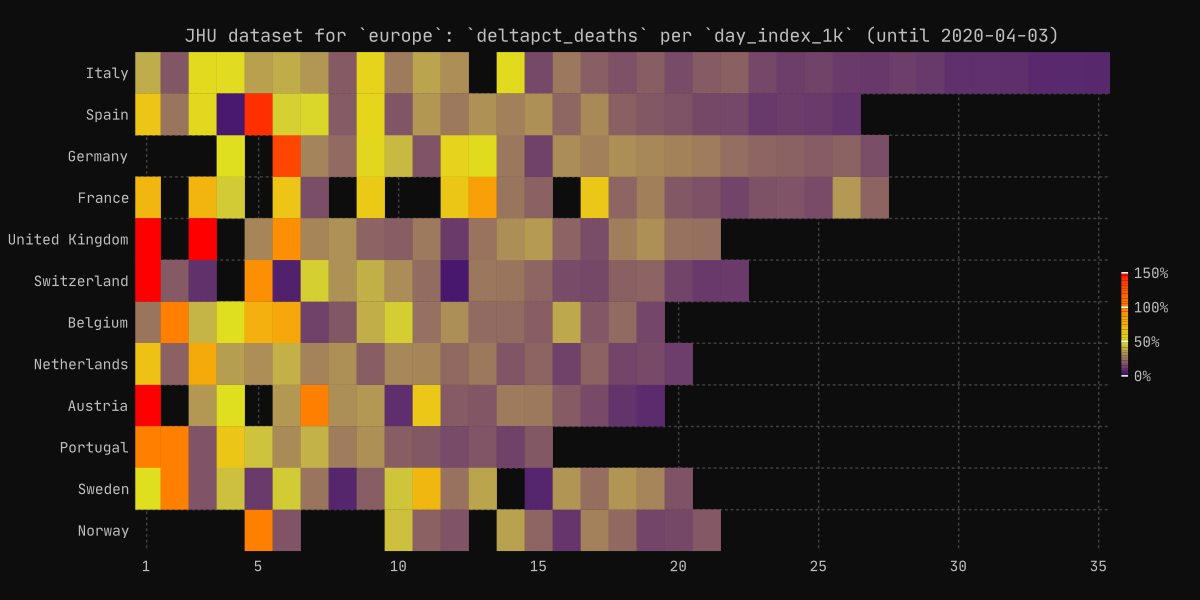 JHU dataset for `europe`: `deltapct_deaths` per `day_index_1k` (until 2020-04-03)
Italy
Spain
Germany
France
United Kingdom
Switzerland
Belgium
Netherlands
Austria
Portugal
Sweden
Norway
1 5 10 15 20 25 30 35
150%
100%
50%
0%